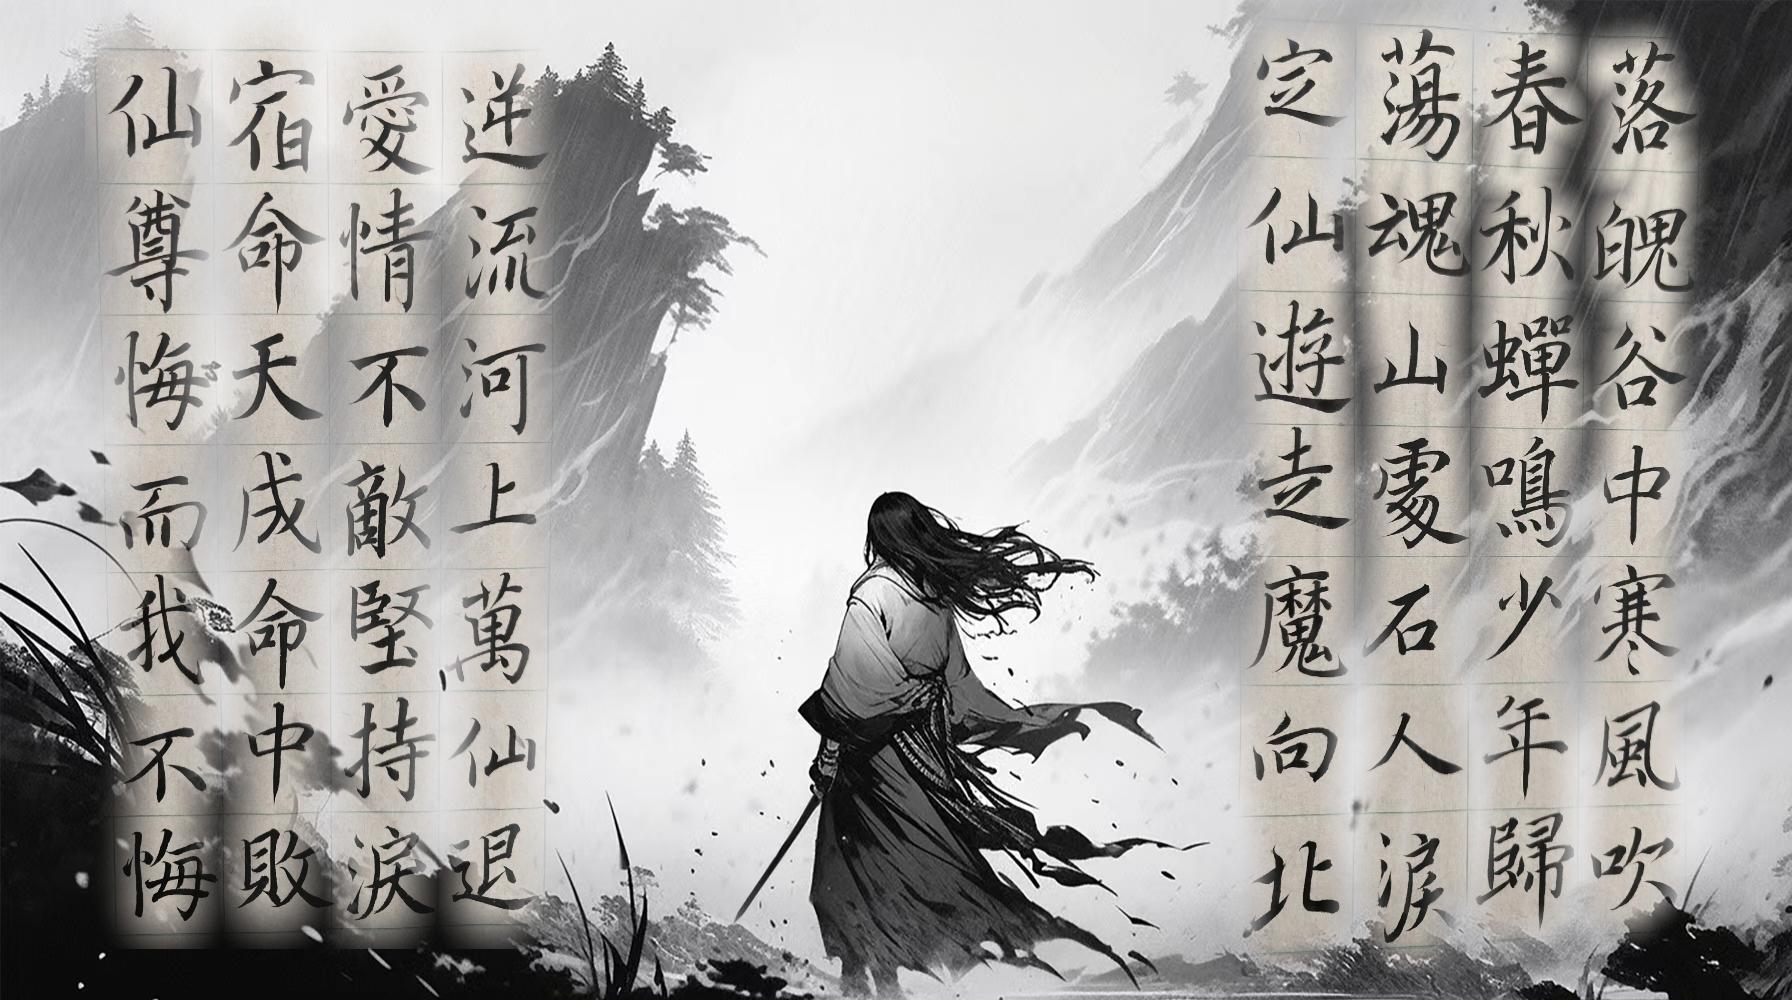 落魄谷中寒風吹
春秋蟬鳴少年歸
蕩魂山處石人淚
定仙遊走魔向北
逆流河上萬仙退
愛情不敵堅持淚
宿命天成命中敗
仙尊悔而我不悔